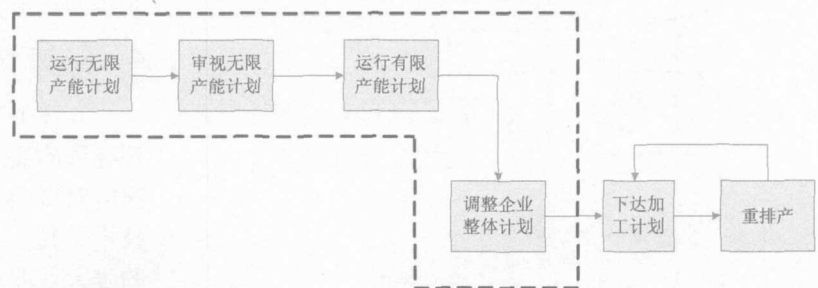 运行无限
产能计划
审视无限
产能计划
运行有限
产能计划
调整企业
整体计划
下达加
工计划
重排产